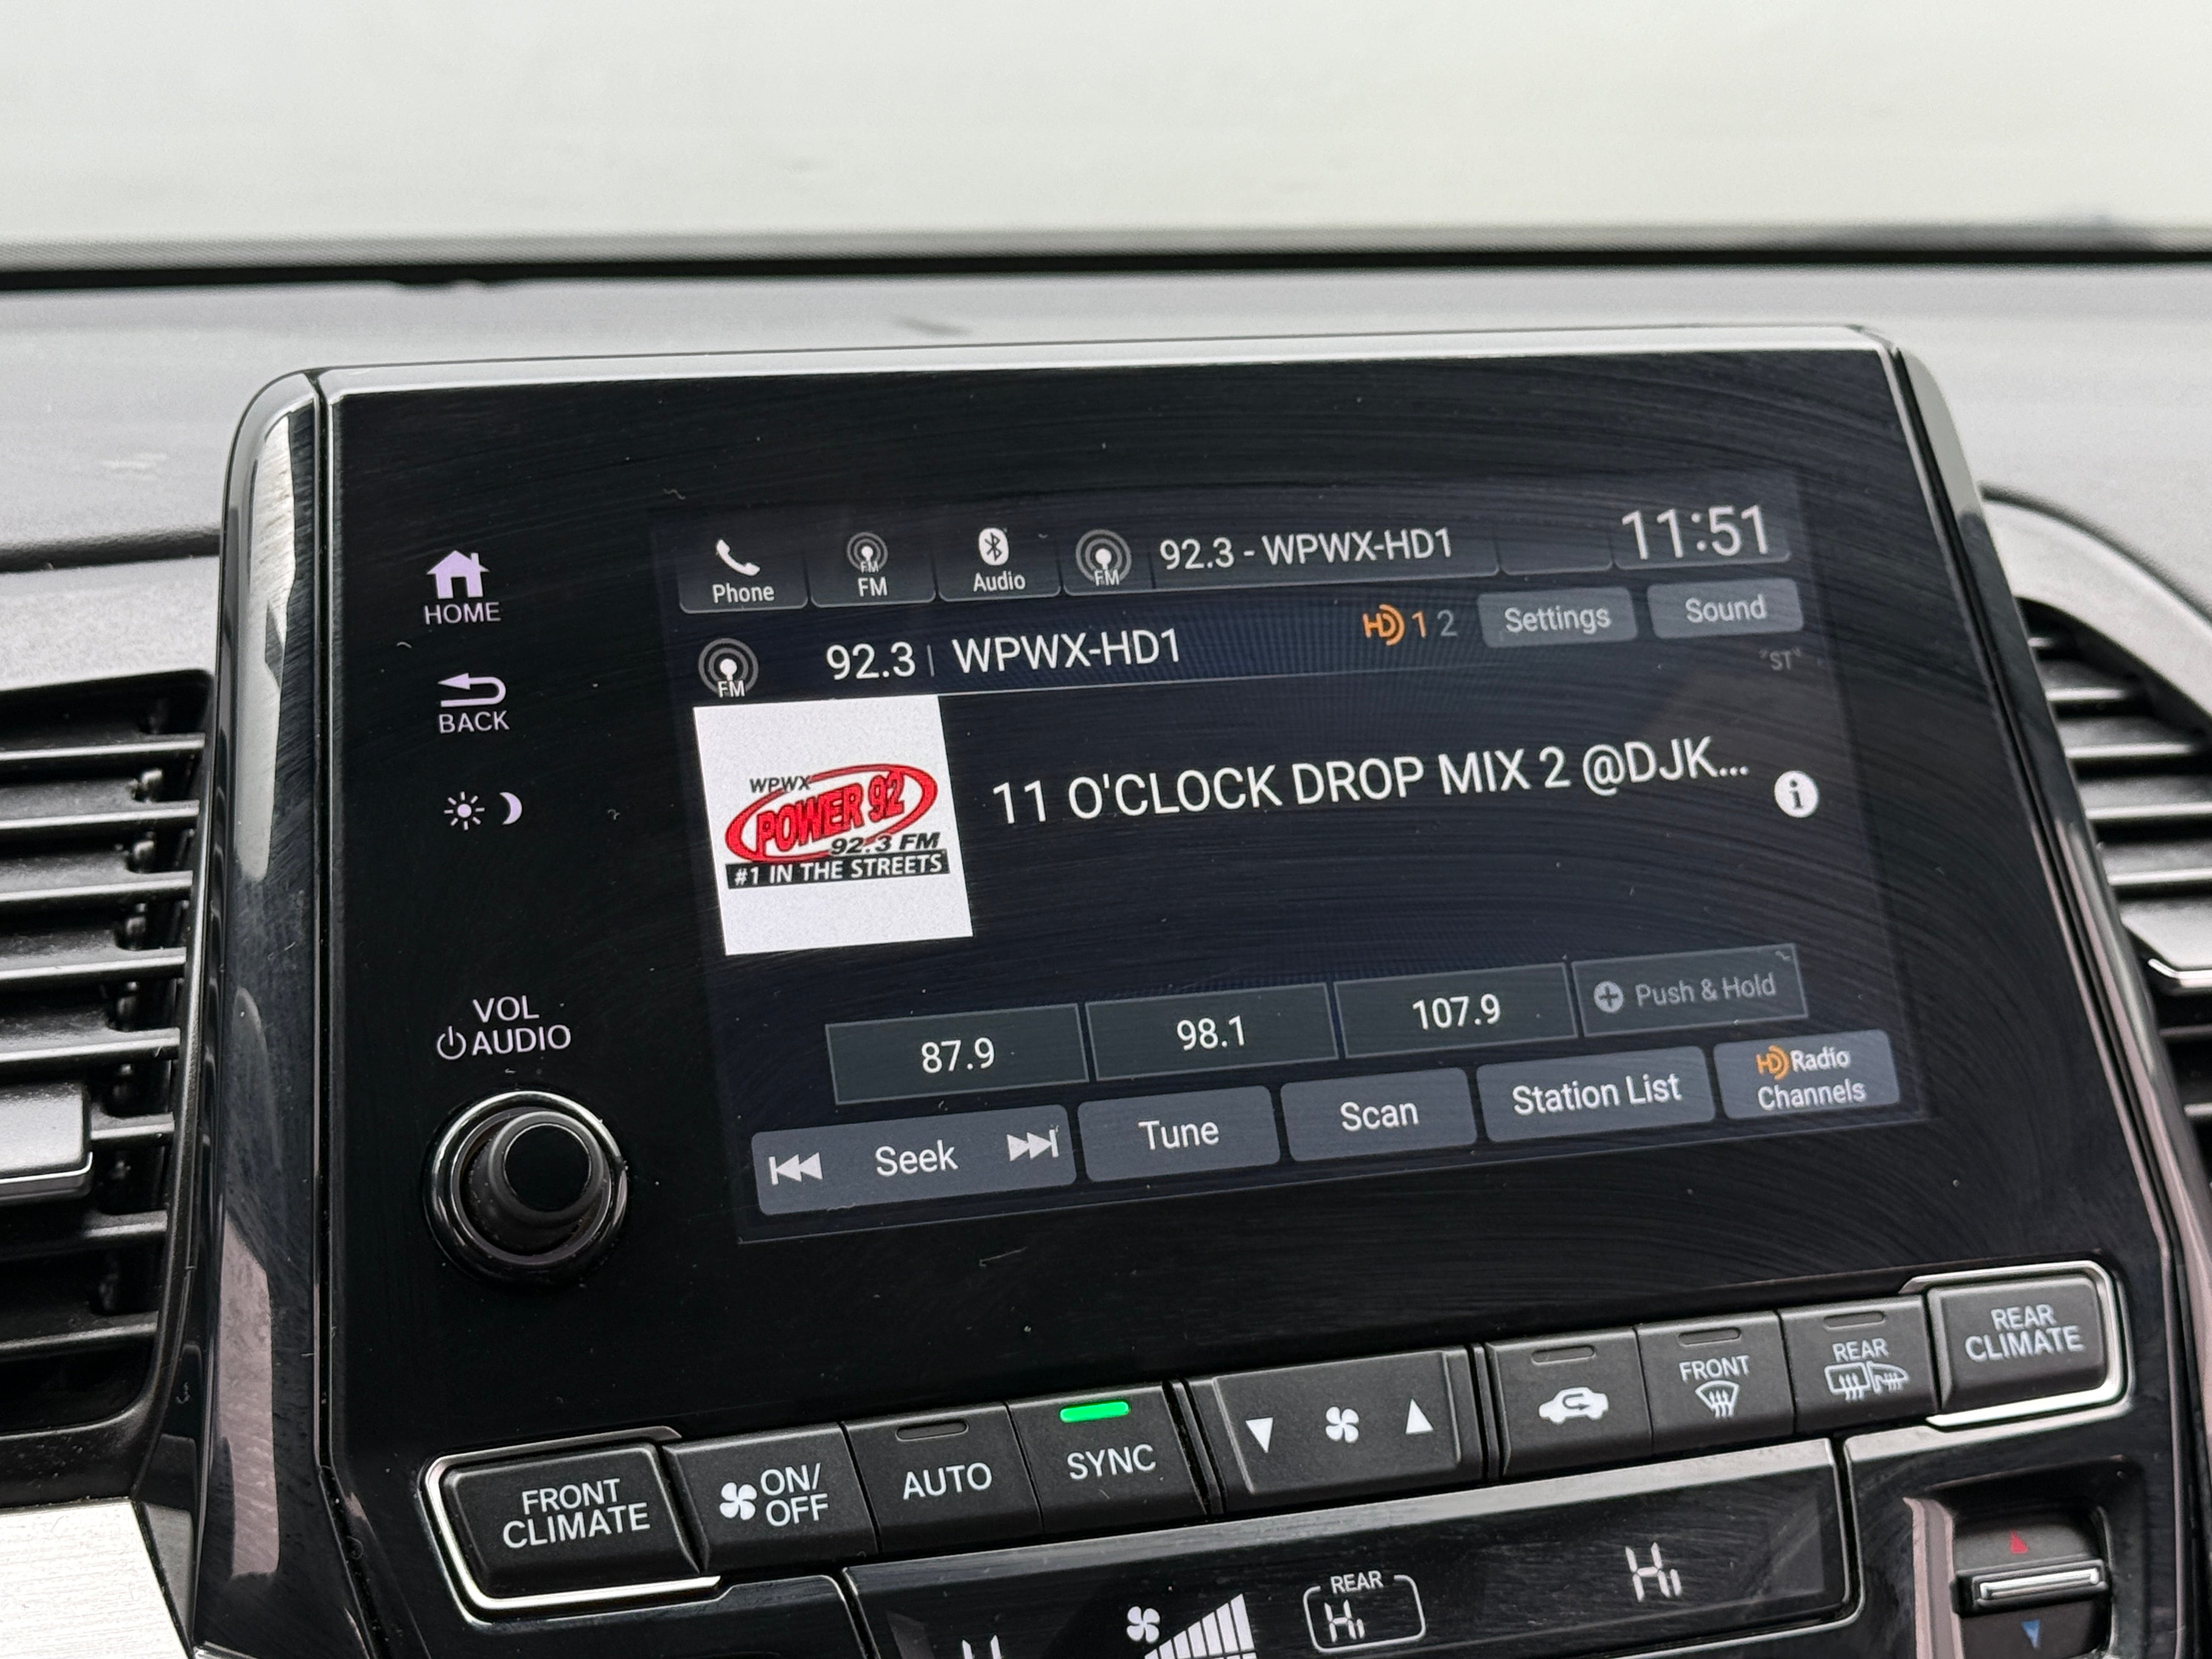 Phone
FM
FM
Audio
FM
92.3 - WPWX-HD1
11:51
FM
92.3 | WPWX-HD1
HD 1 2
Settings
Sound
"ST"
HOME
BACK
VOL
AUDIO
WPWX
POWER 92
92.3 FM
#1 IN THE STREETS
11 O'CLOCK DROP MIX 2 @DJK...
i
87.9
98.1
107.9
Push & Hold
Seek
Tune
Scan
Station List
HD Radio
Channels
FRONT
CLIMATE
ON/
OFF
AUTO
SYNC
FRONT
REAR
REAR
CLIMATE
REAR
Hi
Hi